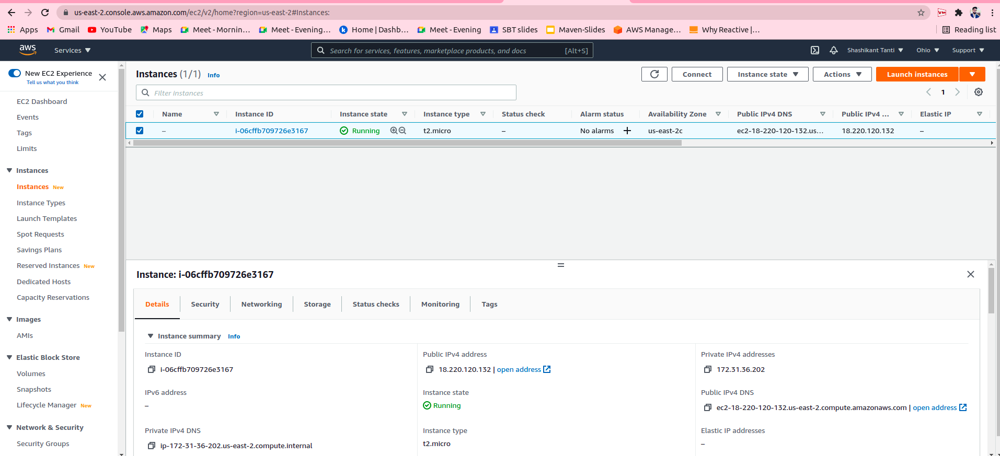 us-east-2.console.aws.amazon.com/ec2/v2/home?region=us-east-2#Instances:
VM
Apps Gmail YouTube Maps Meet - Mornin... Meet - Evening... Home | Dashb... Meet - Evening SBT slides Maven-Slides AWS Manage... Why Reactive |... Reading list
aws Services Search for services, features, marketplace products, and docs [Alt+S] Shashikant Tanti Ohio Support
New EC2 Experience
Tell us what you think
EC2 Dashboard
Events
Tags
Limits
Instances
Instances New
Instance Types
Launch Templates
Spot Requests
Savings Plans
Reserved Instances New
Dedicated Hosts
Capacity Reservations
Images
AMIs
Elastic Block Store
Volumes
Snapshots
Lifecycle Manager New
Network & Security
Security Groups
Instances (1/1) Info Connect Instance state Actions Launch instances
Filter instances 1
Name Instance ID Instance state Instance type Status check Alarm status Availability Zone Public IPv4 DNS Public IPv4 ... Elastic IP
– i-06cffb709726e3167 Running t2.micro – No alarms us-east-2c ec2-18-220-120-132.us... 18.220.120.132 –
Instance: i-06cffb709726e3167
Details Security Networking Storage Status checks Monitoring Tags
Instance summary Info
Instance ID
i-06cffb709726e3167
Public IPv4 address
18.220.120.132 | open address
Private IPv4 addresses
172.31.36.202
IPv6 address
–
Instance state
Running
Public IPv4 DNS
ec2-18-220-120-132.us-east-2.compute.amazonaws.com | open address
Private IPv4 DNS
ip-172-31-36-202.us-east-2.compute.internal
Instance type
t2.micro
Elastic IP addresses
–